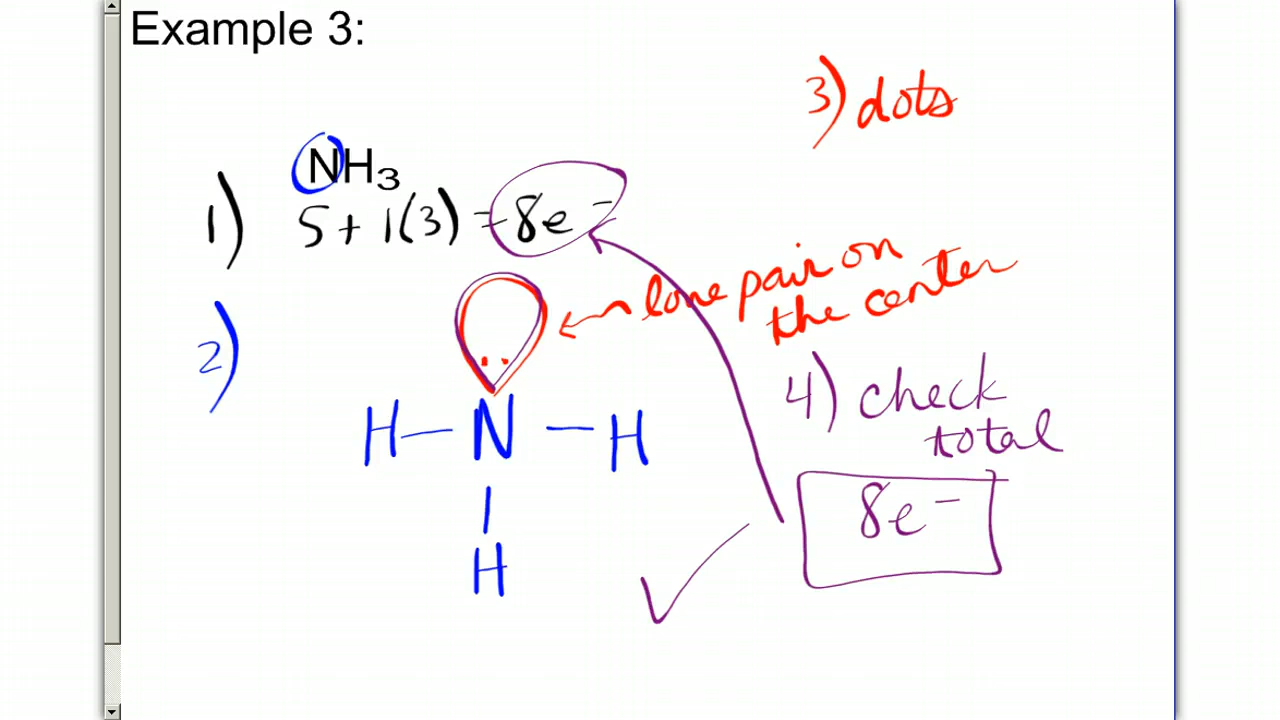 Example 3:
3) dots
NH₃
1) 5 + 1(3) = 8e⁻
lone pair on
the center
2)
H — N — H
|
H
4) check
total
8e⁻